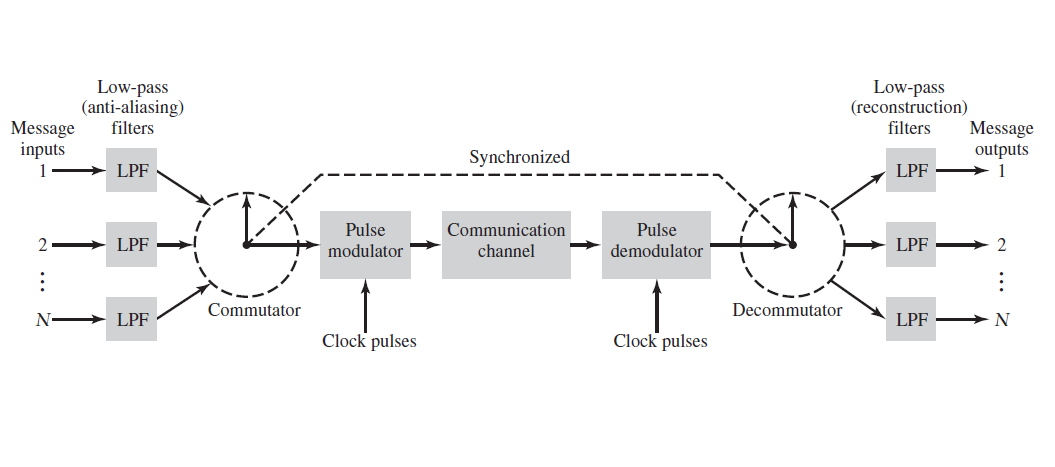 Low-pass
(anti-aliasing)
filters
Message
inputs
1
LPF
2
LPF
N
LPF
Commutator
Synchronized
Pulse
modulator
Clock pulses
Communication
channel
Pulse
demodulator
Clock pulses
Decommutator
Low-pass
(reconstruction)
filters
Message
outputs
LPF
1
LPF
2
LPF
N